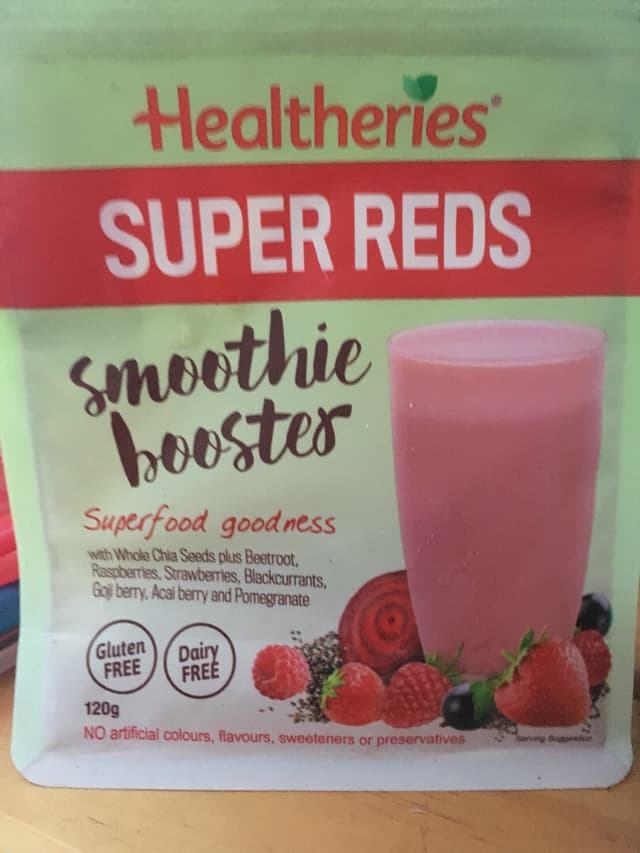 Healtheries®
SUPER REDS
smoothie
booster
Superfood goodness
with Whole Chia Seeds plus Beetroot,
Raspberries, Strawberries, Blackcurrants,
Goji berry, Acai berry and Pomegranate
Gluten
FREE
Dairy
FREE
120g
NO artificial colours, flavours, sweeteners or preservatives
Serving Suggestion